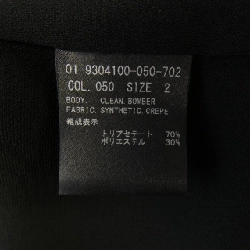 01 9304100-050-702
COL. 050 SIZE 2
BODY. CLEAN.BOMBER
FABRIC.SYNTHETIC.CREPE
組成表示
トリアセテート 70%
ポリエステル 30%